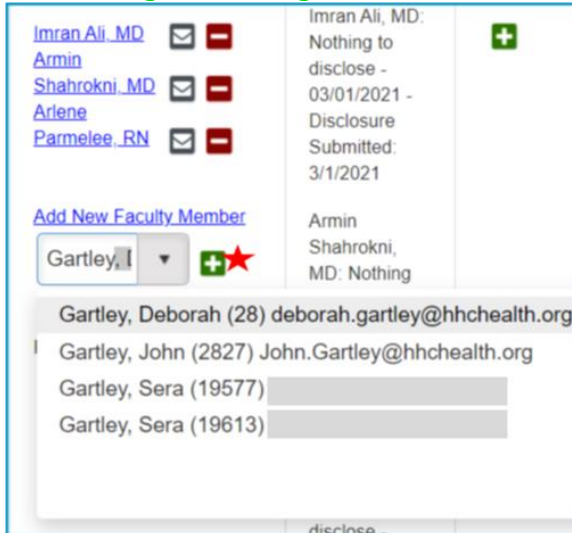 Imran Ali, MD
Armin
Shahrokni, MD
Arlene
Parmelee, RN
Add New Faculty Member
Gartley,
Imran Ali, MD:
Nothing to
disclose -
03/01/2021 -
Disclosure
Submitted:
3/1/2021
Armin
Shahrokni,
MD: Nothing
Gartley, Deborah (28) deborah.gartley@hhchealth.org
Gartley, John (2827) John.Gartley@hhchealth.org
Gartley, Sera (19577)
Gartley, Sera (19613)
disclose -